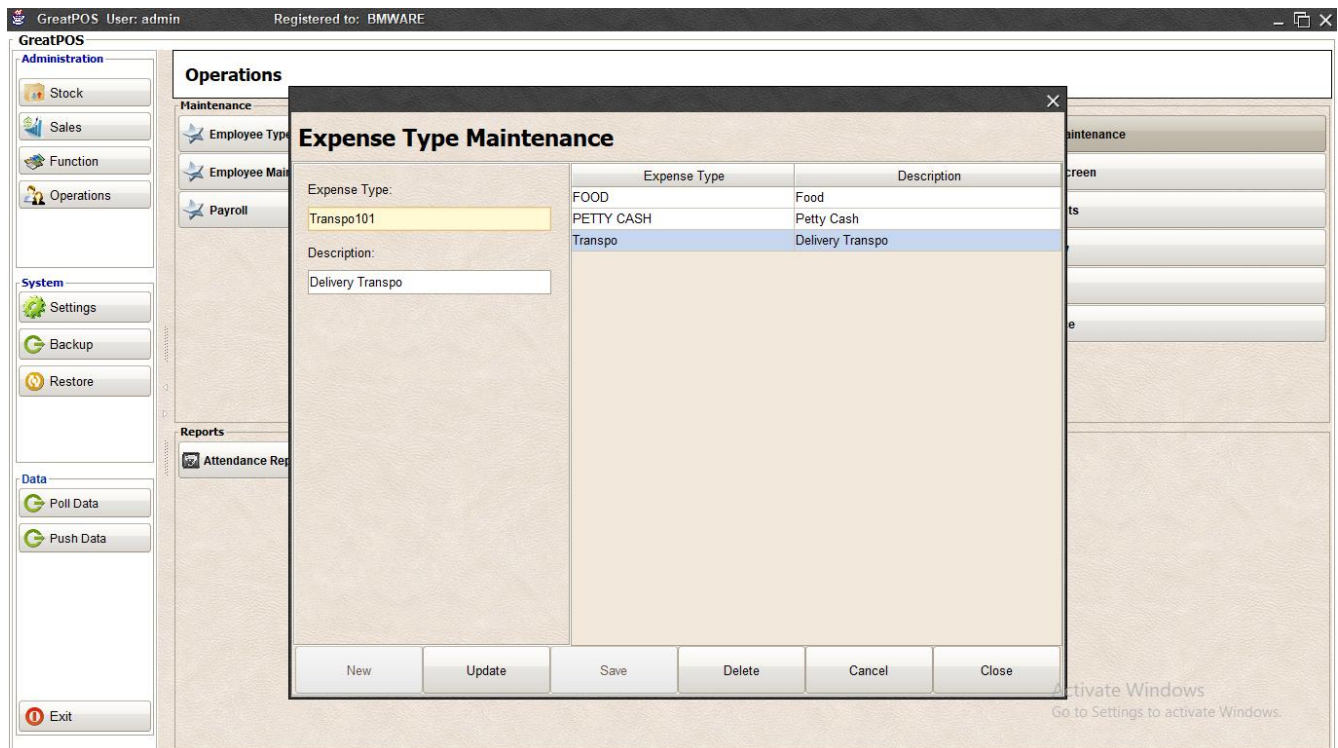 GreatPOS User: admin Registered to: BMWARE
GreatPOS
Administration
Stock
Sales
Function
Operations
System
Settings
Backup
Restore
Data
Poll Data
Push Data
Exit
Operations
Maintenance
Employee Type
Employee Mai
Payroll
Reports
Attendance Rep
Expense Type Maintenance
Expense Type:
Transpo101
Description:
Delivery Transpo
Expense Type Description
FOOD Food
PETTY CASH Petty Cash
Transpo Delivery Transpo
New Update Save Delete Cancel Close
aintenance
creen
ts
e
Activate Windows
Go to Settings to activate Windows.